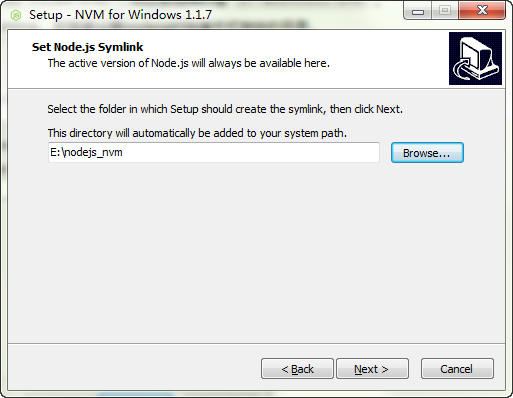 Setup - NVM for Windows 1.1.7
Set Node.js Symlink
The active version of Node.js will always be available here.
Select the folder in which Setup should create the symlink, then click Next.
This directory will automatically be added to your system path.
E:\nodejs_nvm
Browse...
< Back
Next >
Cancel